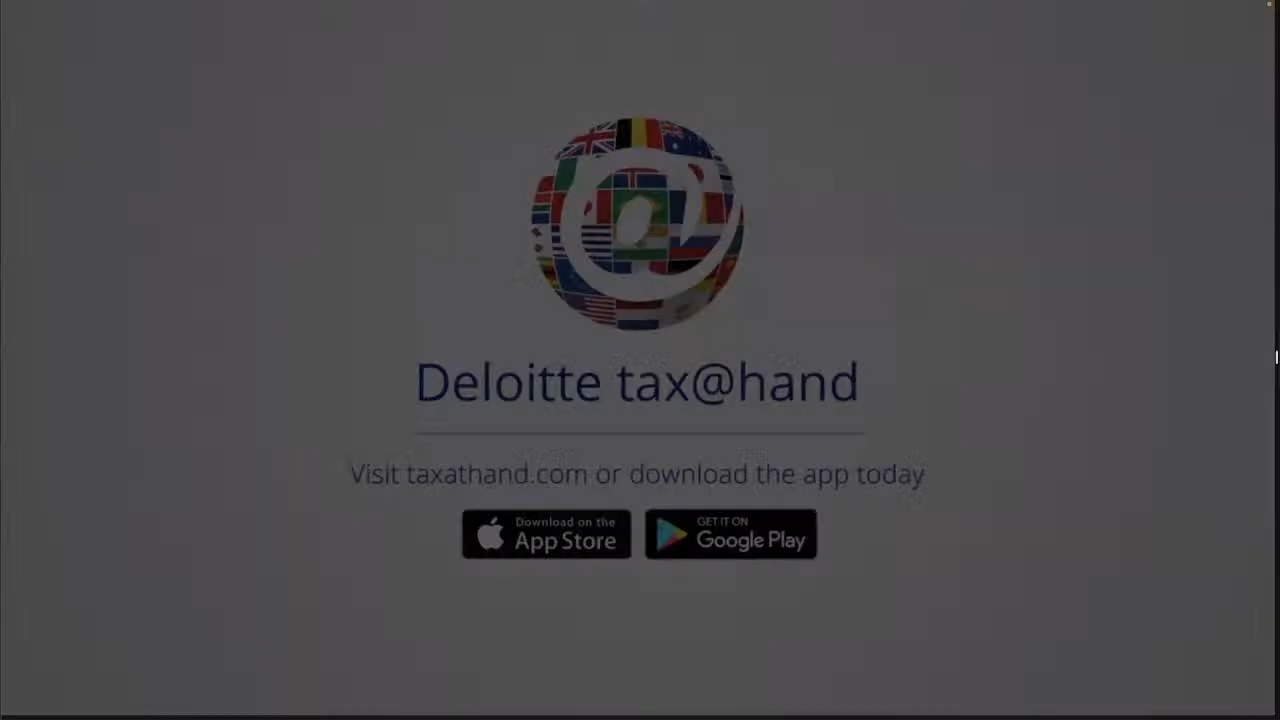 @
Deloitte tax@hand
Visit taxathand.com or download the app today
Download on the
App Store
GET IT ON
Google Play